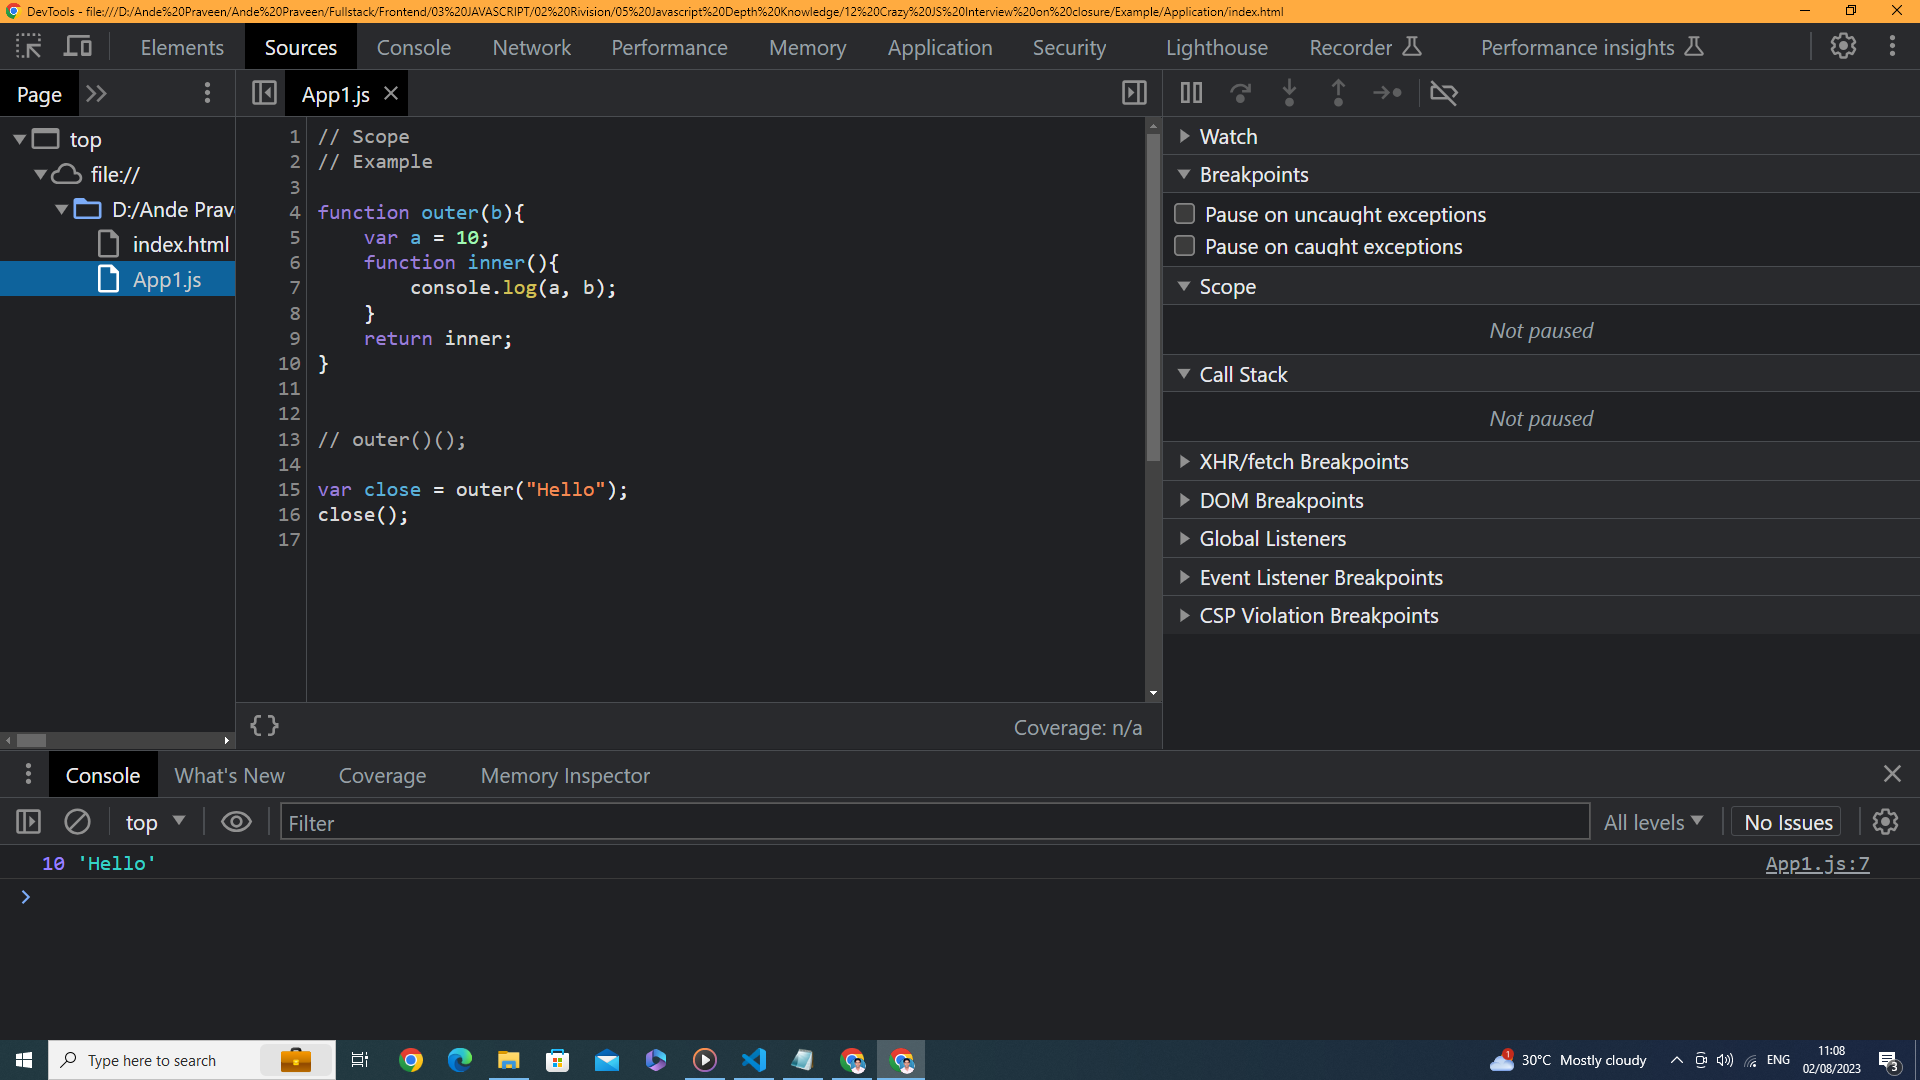 DevTools - file:///D:/Ande%20Praveen/Ande%20Praveen/Fullstack/Frontend/03%20JAVASCRIPT/02%20Rivision/05%20Javascript%20Depth%20Knowledge/12%20Crazy%20JS%20Interview%20on%20closure/Example/Application/index.html
Elements Sources Console Network Performance Memory Application Security Lighthouse Recorder Performance insights
Page App1.js
top
file://
D:/Ande Prav
index.html
App1.js
1 // Scope
2 // Example
3
4 function outer(b){
5     var a = 10;
6     function inner(){
7         console.log(a, b);
8     }
9     return inner;
10 }
11
12
13 // outer()();
14
15 var close = outer("Hello");
16 close();
17
{} Coverage: n/a
Watch
Breakpoints
Pause on uncaught exceptions
Pause on caught exceptions
Scope
Not paused
Call Stack
Not paused
XHR/fetch Breakpoints
DOM Breakpoints
Global Listeners
Event Listener Breakpoints
CSP Violation Breakpoints
Console What's New Coverage Memory Inspector
top Filter All levels No Issues
10 'Hello' App1.js:7
Type here to search
1 30°C Mostly cloudy ENG 11:08
02/08/2023 3